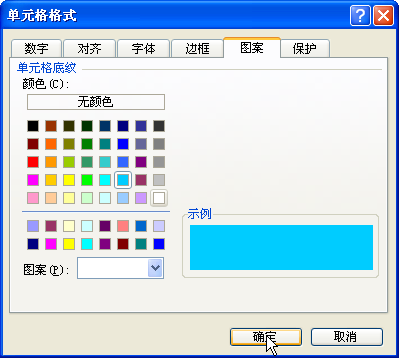 单元格格式
数字 对齐 字体 边框 图案 保护
单元格底纹
颜色(C):
无颜色
示例
图案(P):
确定 取消